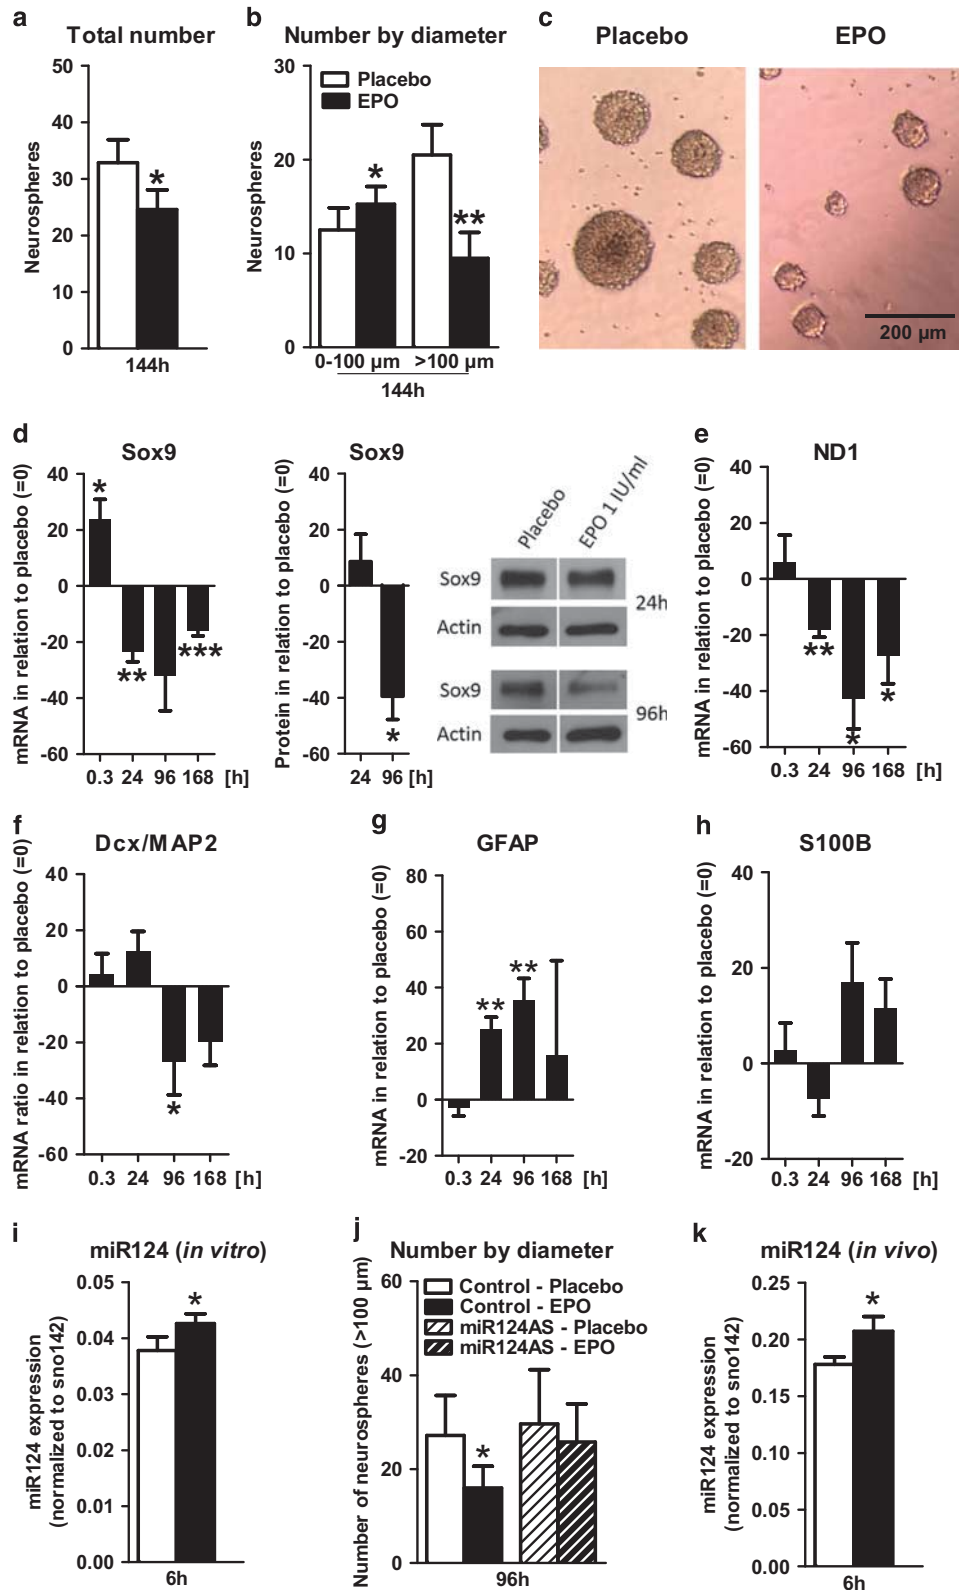 a
Total number
Neurospheres
50
40
30
20
10
0
*
144h
b
Number by diameter
Neurospheres
30
20
10
0
Placebo
EPO
*
**
0-100 µm >100 µm
144h
c
Placebo
EPO
200 µm
d
Sox9
mRNA in relation to placebo (=0)
40
20
0
-20
-40
-60
*
**
***
0.3 24 96 168 [h]
Sox9
Protein in relation to placebo (=0)
40
20
0
-20
-40
-60
*
24 96 [h]
Placebo
EPO 1 IU/ml
Sox9
Actin
24h
Sox9
Actin
96h
e
ND1
mRNA in relation to placebo (=0)
40
20
0
-20
-40
-60
**
*
*
0.3 24 96 168 [h]
f
Dcx/MAP2
mRNA ratio in relation to placebo (=0)
40
20
0
-20
-40
-60
*
0.3 24 96 168 [h]
g
GFAP
mRNA in relation to placebo (=0)
80
60
40
20
0
-20
**
**
0.3 24 96 168 [h]
h
S100B
mRNA in relation to placebo (=0)
40
20
0
-20
0.3 24 96 168 [h]
i
miR124 (in vitro)
miR124 expression
(normalized to sno142)
0.05
0.04
0.03
0.02
0.01
0.00
*
6h
j
Number by diameter
Number of neurospheres (>100 µm)
60
40
20
0
Control - Placebo
Control - EPO
miR124AS - Placebo
miR124AS - EPO
*
96h
k
miR124 (in vivo)
miR124 expression
(normalized to sno142)
0.25
0.20
0.15
0.10
0.05
0.00
*
6h